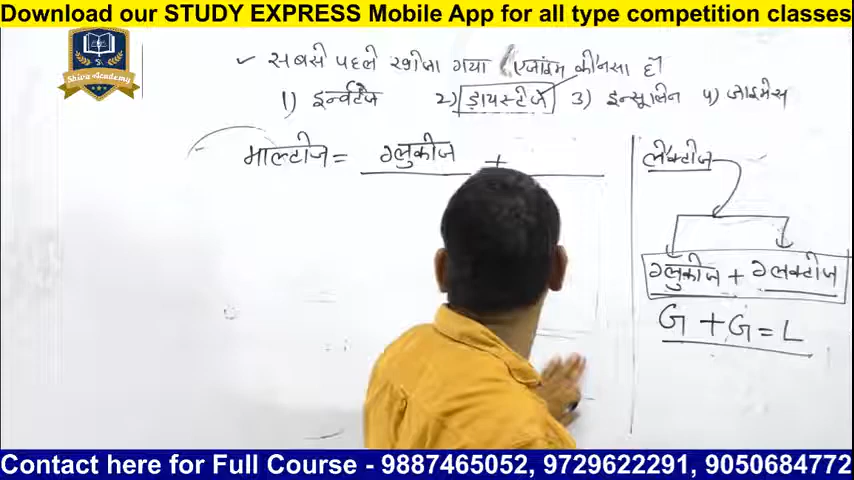 Download our STUDY EXPRESS Mobile App for all type competition classes
Shiva Academy
सबसे पहले खोजा गया एंजाइम कौनसा है
1) इन्वर्टेज 2) डायस्टेज 3) इन्सूलिन 4) जाइमेस
माल्टोज = ग्लुकोज +
लेक्टोज
ग्लुकोज + गलेक्टोज
G + G = L
Contact here for Full Course - 9887465052, 9729622291, 9050684772